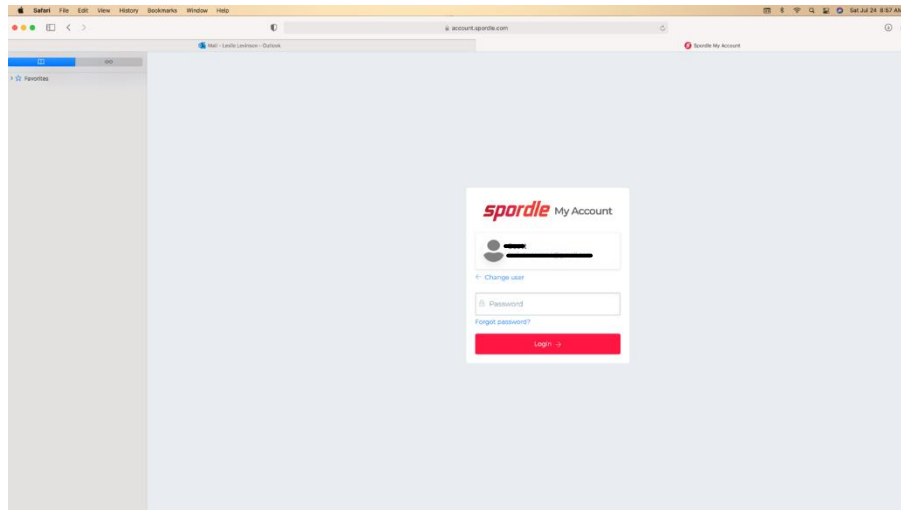 Safari File Edit View History Bookmarks Window Help
Sat Jul 24 8:57 AM
account.spordle.com
Mail - Leslie
Outlook
Spordle My Account
Favorites
spordle My Account
← Change user
Password
Forgot password?
Login →